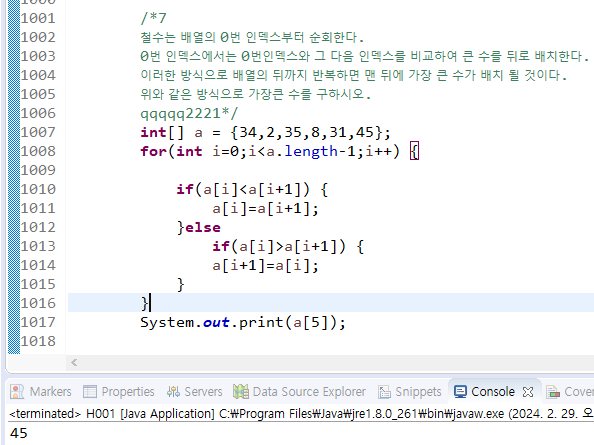 1001 /*7
1002 철수는 배열의 0번 인덱스부터 순회한다.
1003 0번 인덱스에서는 0번인덱스와 그 다음 인덱스를 비교하여 큰 수를 뒤로 배치한다.
1004 이러한 방식으로 배열의 뒤까지 반복하면 맨 뒤에 가장 큰 수가 배치 될 것이다.
1005 위와 같은 방식으로 가장큰 수를 구하시오.
1006 qqqqq2221*/
1007 int[] a = {34,2,35,8,31,45};
1008 for(int i=0;i<a.length-1;i++) {
1009
1010 if(a[i]<a[i+1]) {
1011 a[i]=a[i+1];
1012 }else
1013 if(a[i]>a[i+1]) {
1014 a[i+1]=a[i];
1015 }
1016 }
1017 System.out.print(a[5]);
1018
Markers Properties Servers Data Source Explorer Snippets Console Cover
<terminated> H001 [Java Application] C:₩Program Files₩Java₩jre1.8.0_261₩bin₩javaw.exe (2024. 2. 29. 오
45